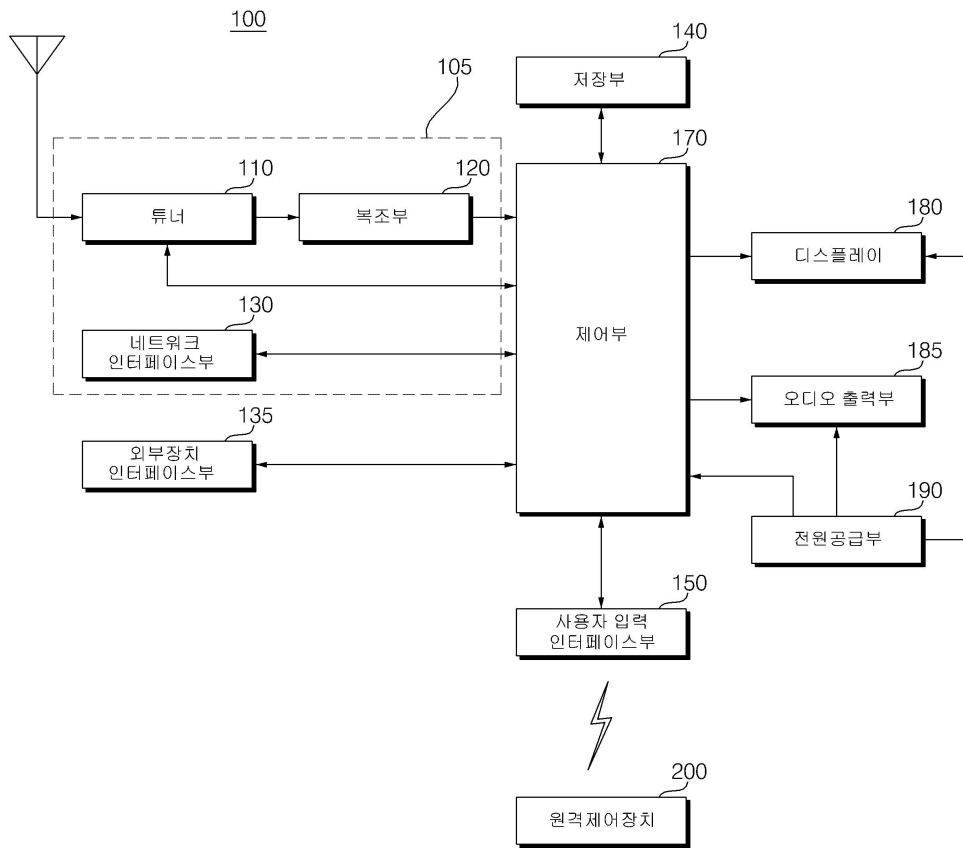 100
140
저장부
105
170
110
튜너
120
복조부
180
디스플레이
제어부
130
네트워크
인터페이스부
185
오디오 출력부
135
외부장치
인터페이스부
190
전원공급부
150
사용자 입력
인터페이스부
200
원격제어장치